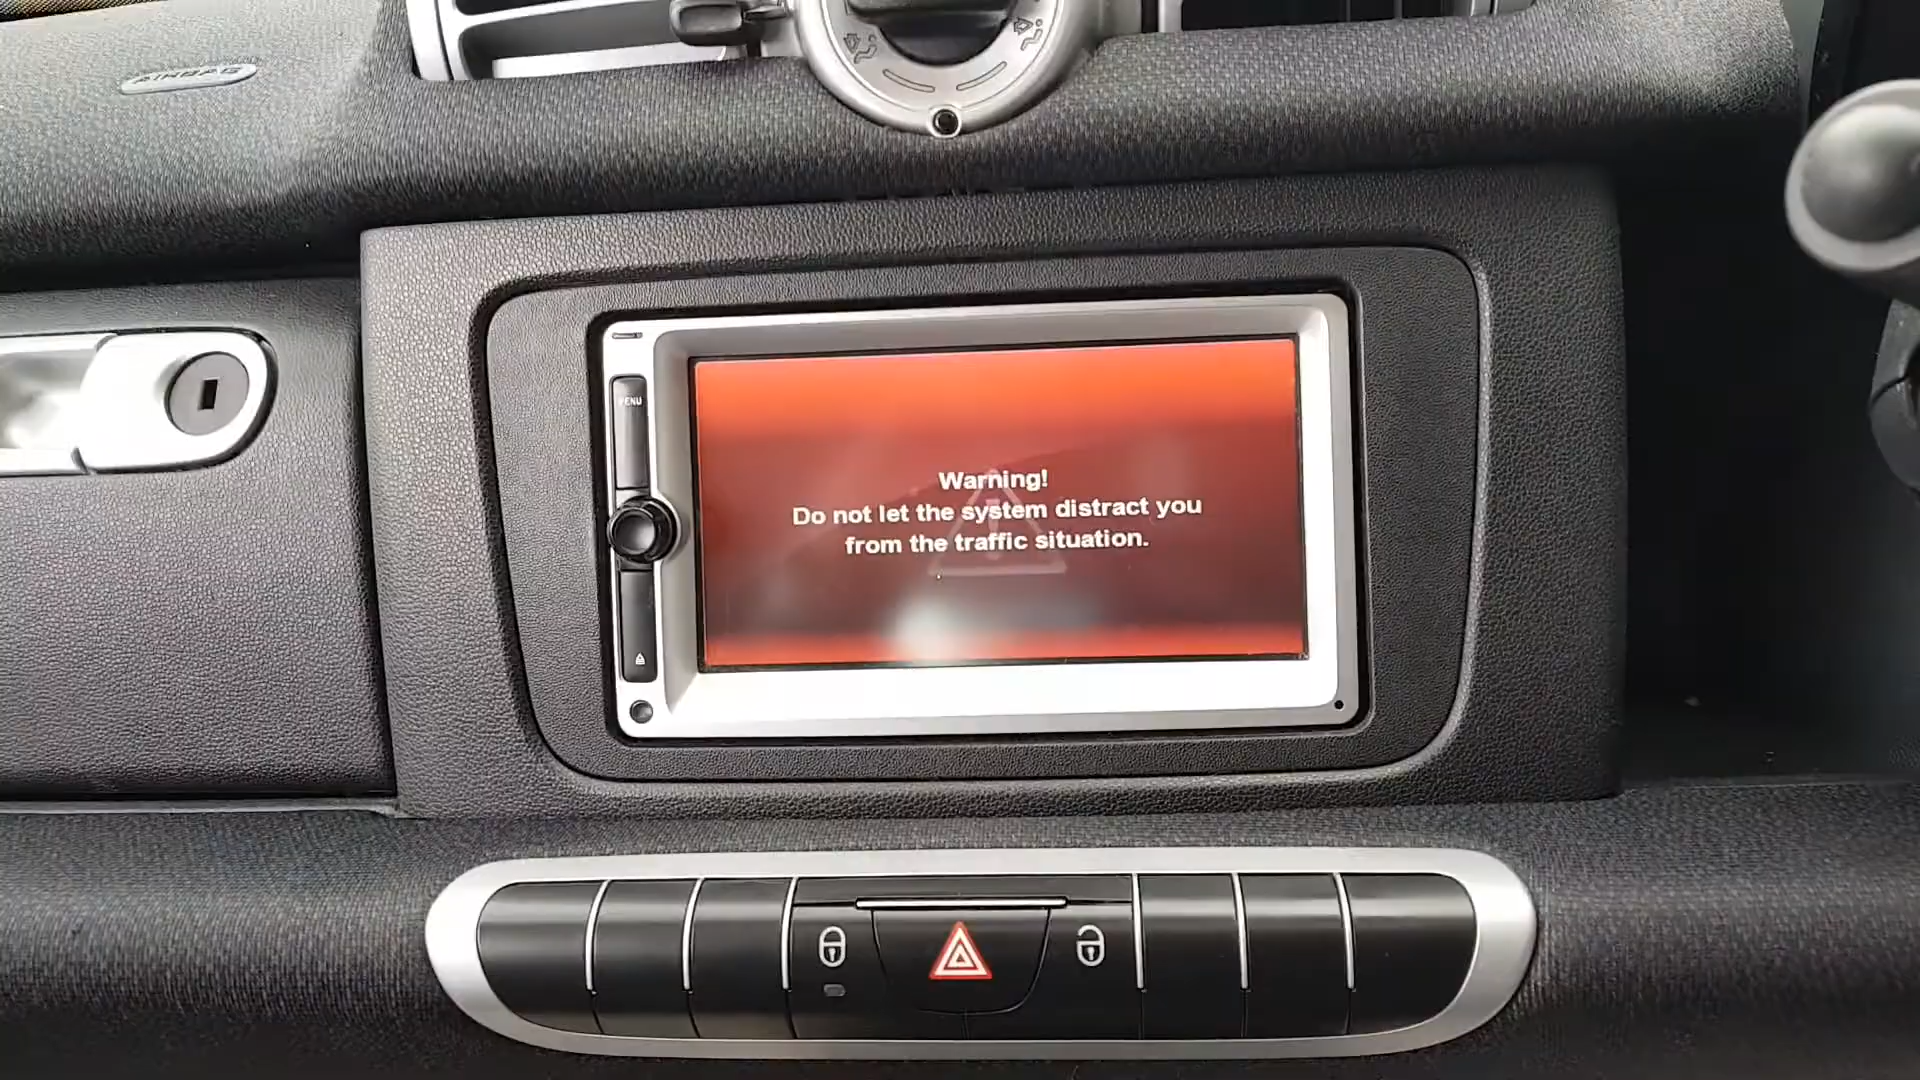 AIRBAG
MENU
Warning!
Do not let the system distract you
from the traffic situation.